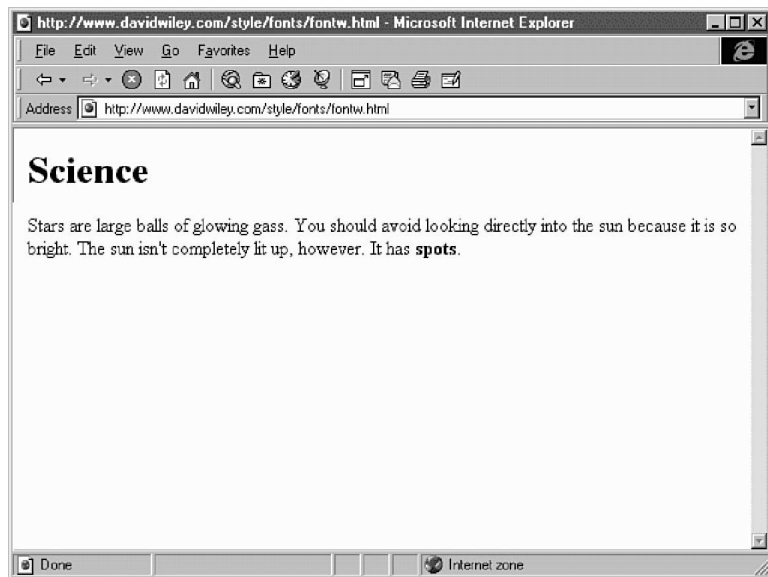 http://www.davidwiley.com/style/fonts/fontw.html - Microsoft Internet Explorer
File Edit View Go Favorites Help
Address http://www.davidwiley.com/style/fonts/fontw.html
Science
Stars are large balls of glowing gass. You should avoid looking directly into the sun because it is so
bright. The sun isn't completely lit up, however. It has spots.
Done Internet zone